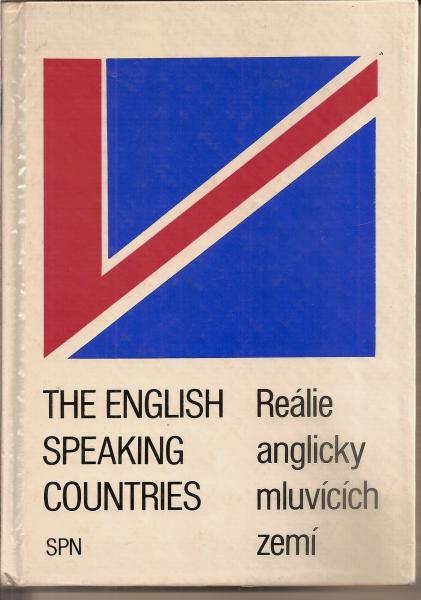 THE ENGLISH
SPEAKING
COUNTRIES
SPN
Reálie
anglicky
mluvících
zemí